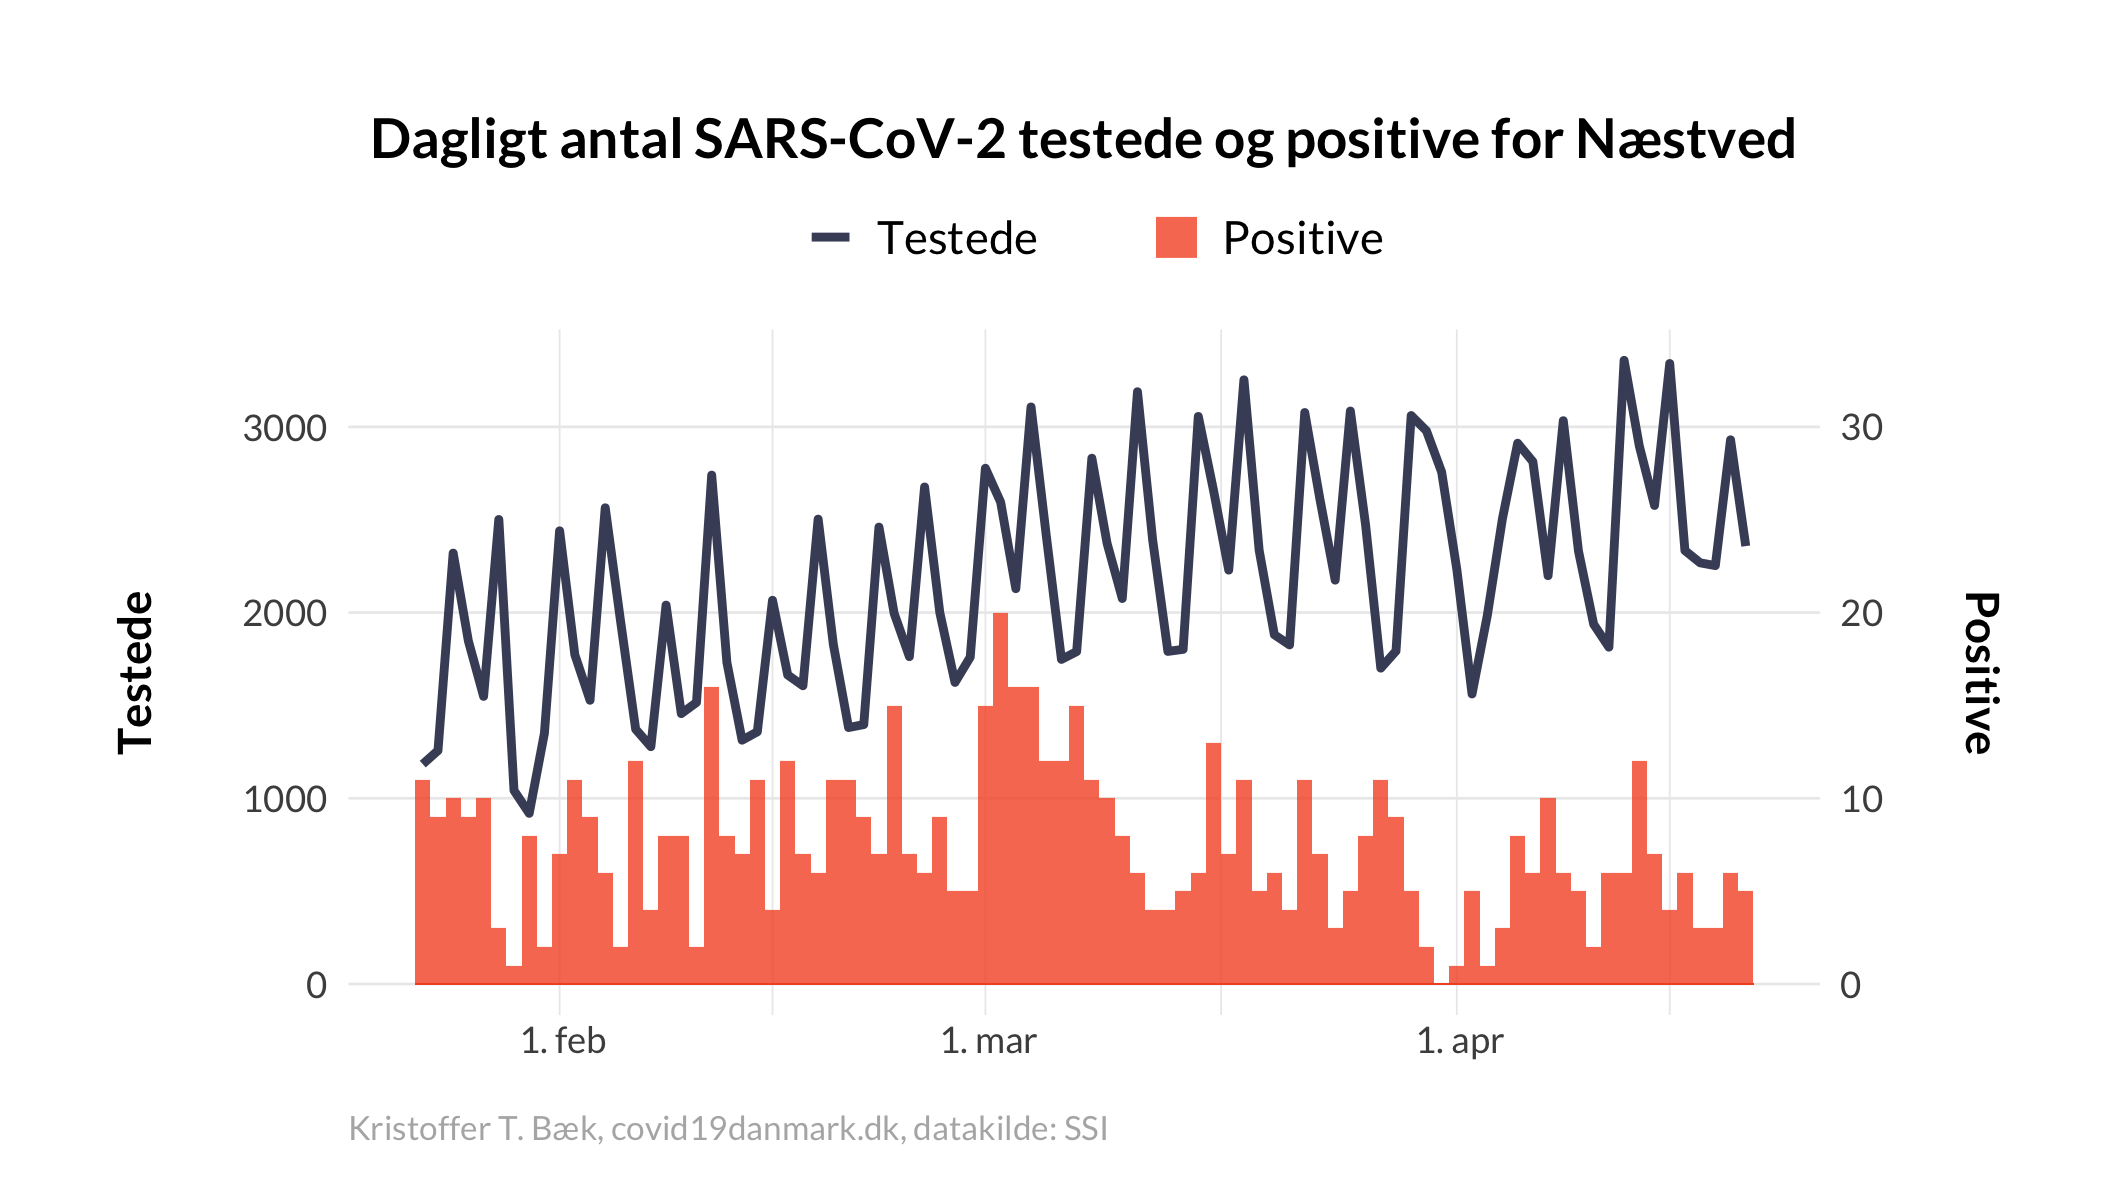 Dagligt antal SARS-CoV-2 testede og positive for Næstved
Testede
Positive
3000
2000
1000
0
30
20
10
0
Testede
Positive
1. feb
1. mar
1. apr
Kristoffer T. Bæk, covid19danmark.dk, datakilde: SSI